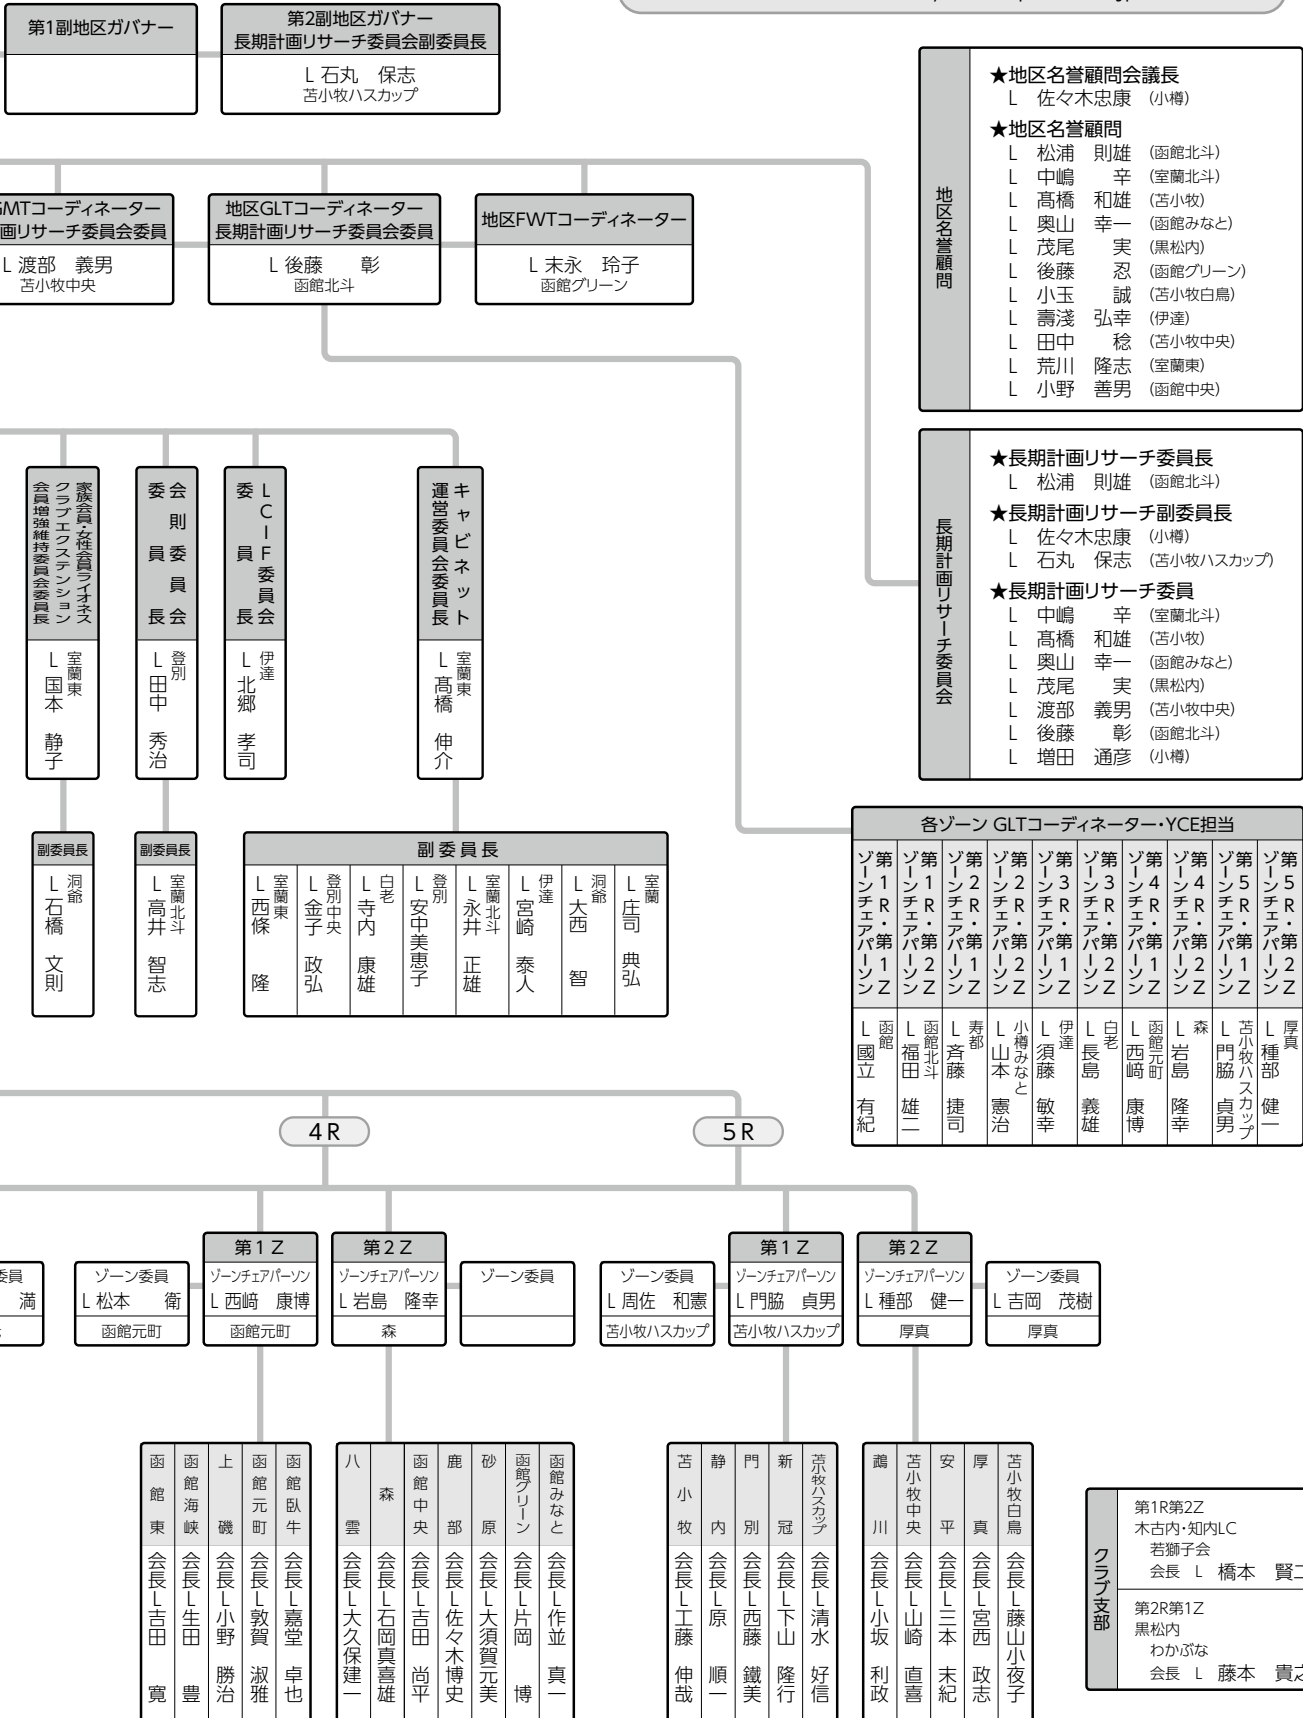 第1副地区ガバナー
第2副地区ガバナー
長期計画リサーチ委員会副委員長
L 石丸　保志
苫小牧ハスカップ
GMTコーディネーター
画リサーチ委員会委員
L 渡部　義男
苫小牧中央
地区GLTコーディネーター
長期計画リサーチ委員会委員
L 後藤　　彰
函館北斗
地区FWTコーディネーター
L 末永　玲子
函館グリーン
地区名誉顧問
★地区名誉顧問会議長
L　佐々木忠康（小樽）
★地区名誉顧問
L　松浦　則雄（函館北斗）
L　中嶋　　辛（室蘭北斗）
L　髙橋　和雄（苫小牧）
L　奥山　幸一（函館みなと）
L　茂尾　　実（黒松内）
L　後藤　　忍（函館グリーン）
L　小玉　　誠（苫小牧白鳥）
L　壽淺　弘幸（伊達）
L　田中　　稔（苫小牧中央）
L　荒川　隆志（室蘭東）
L　小野　善男（函館中央）
長期計画リサーチ委員会
★長期計画リサーチ委員長
L　松浦　則雄（函館北斗）
★長期計画リサーチ副委員長
L　佐々木忠康（小樽）
L　石丸　保志（苫小牧ハスカップ）
★長期計画リサーチ委員
L　中嶋　　辛（室蘭北斗）
L　髙橋　和雄（苫小牧）
L　奥山　幸一（函館みなと）
L　茂尾　　実（黒松内）
L　渡部　義男（苫小牧中央）
L　後藤　　彰（函館北斗）
L　増田　通彦（小樽）
家族会員・女性会員ライオネス
クラブエクステンション
会員増強維持委員会委員長
室蘭東
L 国本　静子
会則委員会
委員長
登別
L 田中　秀治
LCIF委員会
委員長
伊達
L 北郷　孝司
キャビネット
運営委員会委員長
室蘭東
L 髙橋　伸介
副委員長
洞爺
L 石橋　文則
副委員長
室蘭北斗
L 高井　智志
副委員長
室蘭東
L 西條　　隆
登別中央
L 金子　政弘
白老
L 寺内　康雄
登別
L 安中美恵子
室蘭北斗
L 永井　正雄
伊達
L 宮崎　泰人
洞爺
L 大西　　智
室蘭
L 庄司　典弘
各ゾーン GLTコーディネーター・YCE担当
第1R・第1Z
ゾーンチェアパーソン
函館
L 國立　有紀
第1R・第2Z
ゾーンチェアパーソン
函館北斗
L 福田　雄二
第2R・第1Z
ゾーンチェアパーソン
寿都
L 斉藤　捷司
第2R・第2Z
ゾーンチェアパーソン
小樽みなと
L 山本　憲治
第3R・第1Z
ゾーンチェアパーソン
伊達
L 須藤　敏幸
第3R・第2Z
ゾーンチェアパーソン
白老
L 長島　義雄
第4R・第1Z
ゾーンチェアパーソン
函館元町
L 西﨑　康博
第4R・第2Z
ゾーンチェアパーソン
森
L 岩島　隆幸
第5R・第1Z
ゾーンチェアパーソン
苫小牧ハスカップ
L 門脇　貞男
第5R・第2Z
ゾーンチェアパーソン
厚真
L 種部　健一
4R
5R
委員
満
ゾーン委員
L 松本　　衛
函館元町
第1Z
ゾーンチェアパーソン
L 西﨑　康博
函館元町
第2Z
ゾーンチェアパーソン
L 岩島　隆幸
森
ゾーン委員
ゾーン委員
L 周佐　和憲
苫小牧ハスカップ
第1Z
ゾーンチェアパーソン
L 門脇　貞男
苫小牧ハスカップ
第2Z
ゾーンチェアパーソン
L 種部　健一
厚真
ゾーン委員
L 吉岡　茂樹
厚真
函館東　会長L吉田　　寛
函館海峡　会長L生田　　豊
上磯　会長L小野　勝治
函館元町　会長L敦賀　淑雅
函館臥牛　会長L嘉堂　卓也
八雲　会長L大久保建一
森　会長L石岡真喜雄
函館中央　会長L吉田　尚平
鹿部　会長L佐々木博史
砂原　会長L大須賀元美
函館グリーン　会長L片岡　　博
函館みなと　会長L作並　真一
苫小牧　会長L工藤　伸哉
静内　会長L原　　順一
門別　会長L西藤　鐵美
新冠　会長L下山　隆行
苫小牧ハスカップ　会長L清水　好信
鵡川　会長L小坂　利政
苫小牧中央　会長L山崎　直喜
安平　会長L三本　末紀
厚真　会長L宮西　政志
苫小牧白鳥　会長L藤山小夜子
クラブ支部
第1R第2Z
木古内・知内LC
若獅子会
会長　L　橋本　賢二
第2R第1Z
黒松内
わかぶな
会長　L　藤本　貴之